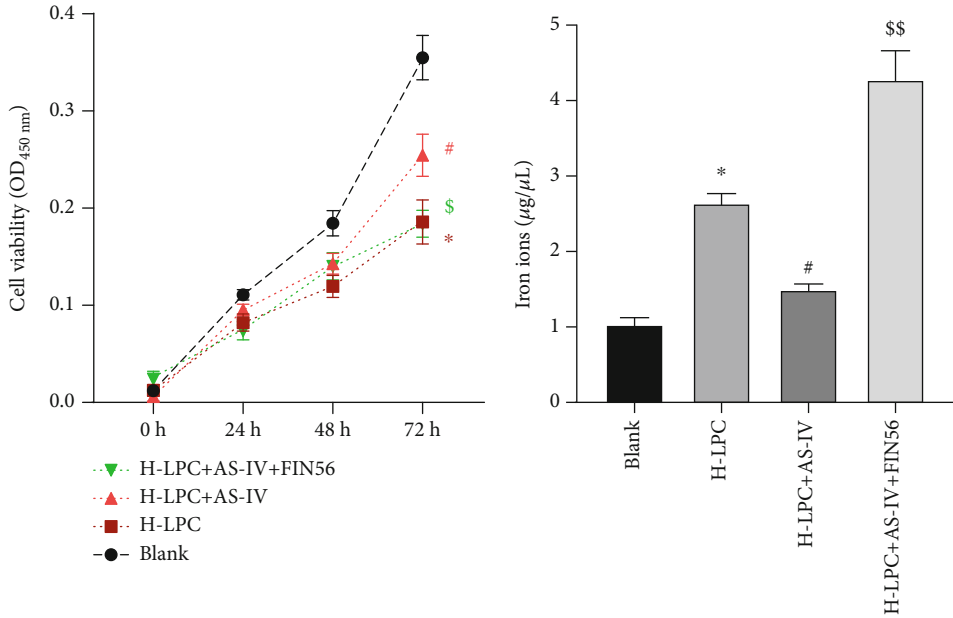 Cell viability (OD450 nm)
0.4
0.3
0.2
0.1
0.0
#
$
*
0 h 24 h 48 h 72 h
H-LPC+AS-IV+FIN56
H-LPC+AS-IV
H-LPC
Blank
Iron ions (μg/μL)
5
4
3
2
1
0
*
#
$$
Blank
H-LPC
H-LPC+AS-IV
H-LPC+AS-IV+FIN56